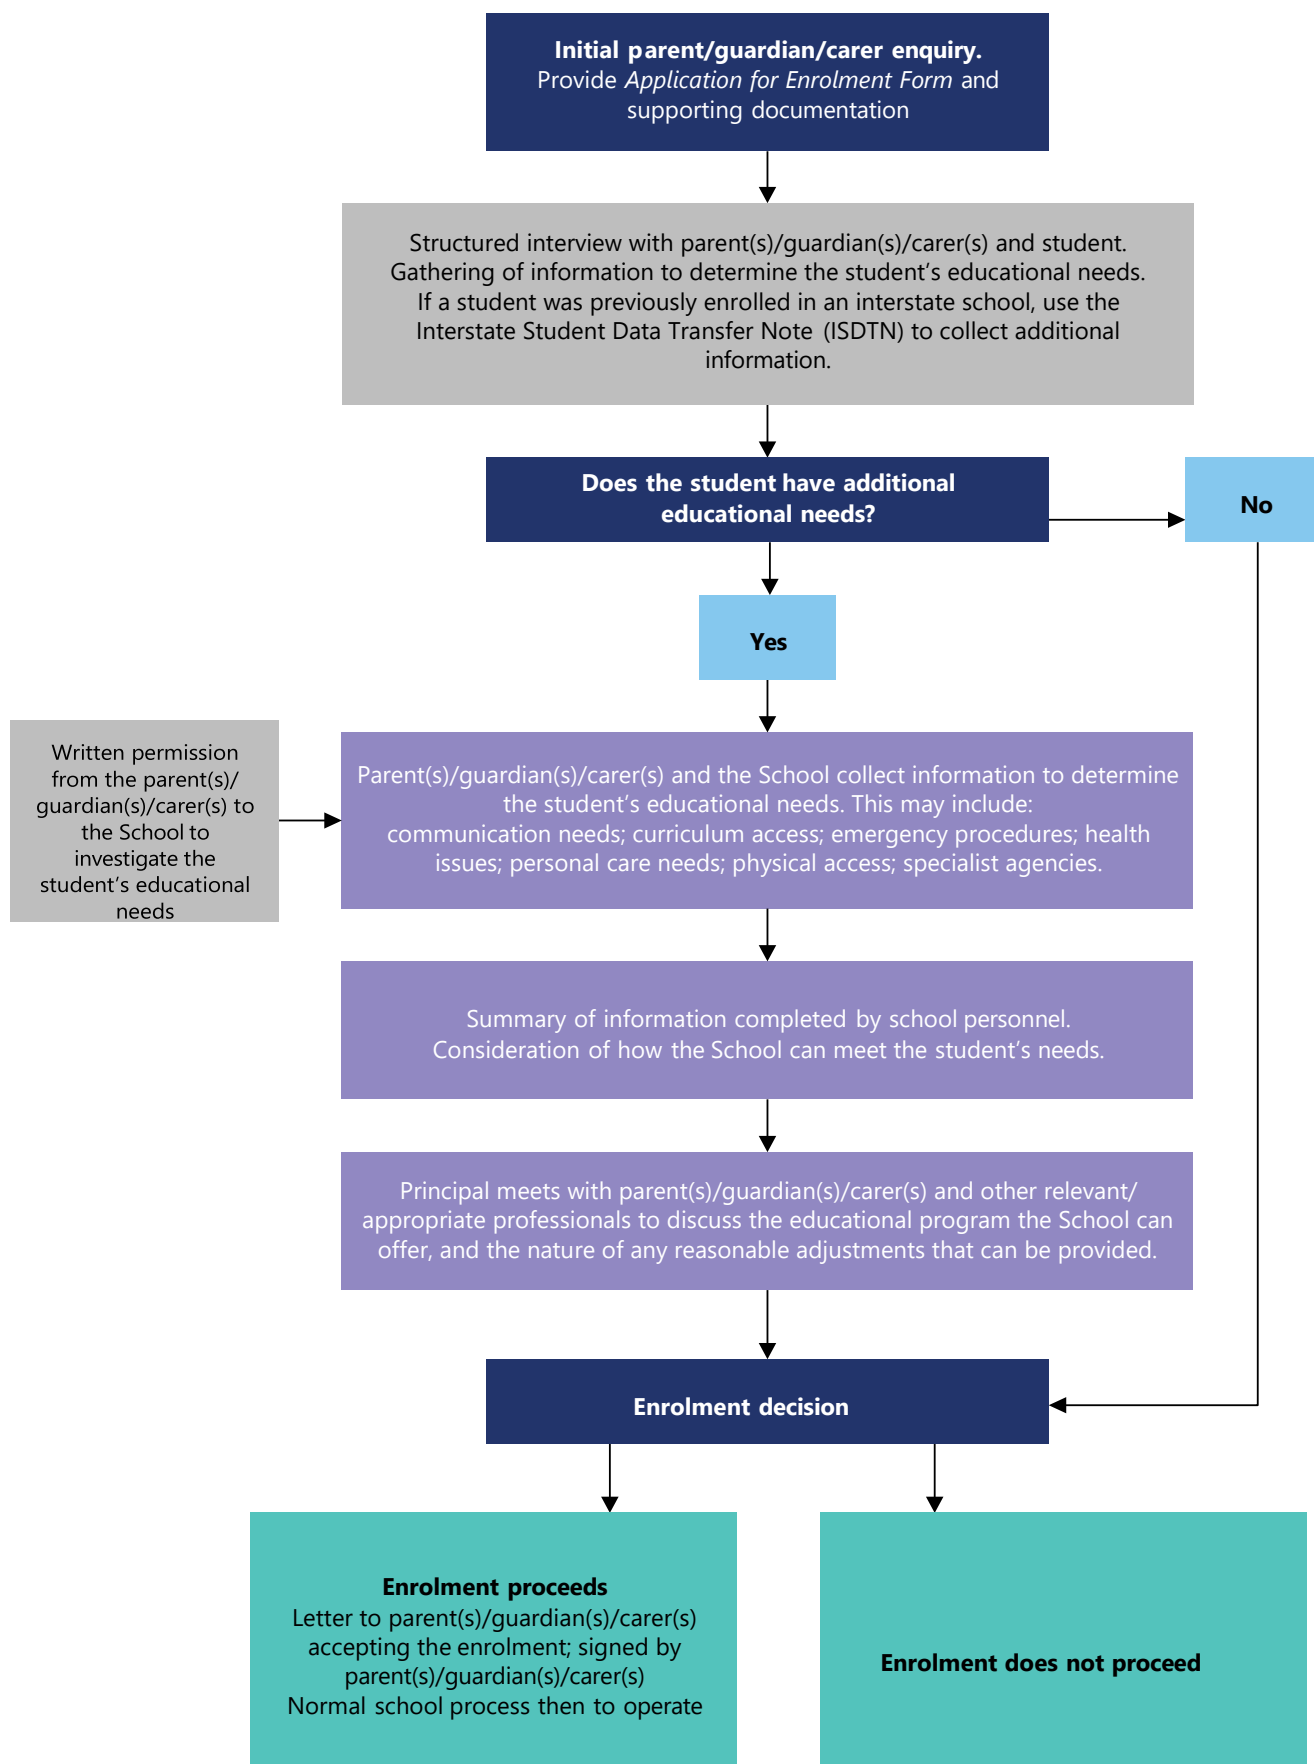 Initial parent/guardian/carer enquiry.
Provide Application for Enrolment Form and
supporting documentation
Structured interview with parent(s)/guardian(s)/carer(s) and student.
Gathering of information to determine the student's educational needs.
If a student was previously enrolled in an interstate school, use the
Interstate Student Data Transfer Note (ISDTN) to collect additional
information.
Does the student have additional
educational needs?
No
Yes
Written permission
from the parent(s)/
guardian(s)/carer(s) to
the School to
investigate the
student's educational
needs
Parent(s)/guardian(s)/carer(s) and the School collect information to determine
the student's educational needs. This may include:
communication needs; curriculum access; emergency procedures; health
issues; personal care needs; physical access; specialist agencies.
Summary of information completed by school personnel.
Consideration of how the School can meet the student's needs.
Principal meets with parent(s)/guardian(s)/carer(s) and other relevant/
appropriate professionals to discuss the educational program the School can
offer, and the nature of any reasonable adjustments that can be provided.
Enrolment decision
Enrolment proceeds
Letter to parent(s)/guardian(s)/carer(s)
accepting the enrolment; signed by
parent(s)/guardian(s)/carer(s)
Normal school process then to operate
Enrolment does not proceed